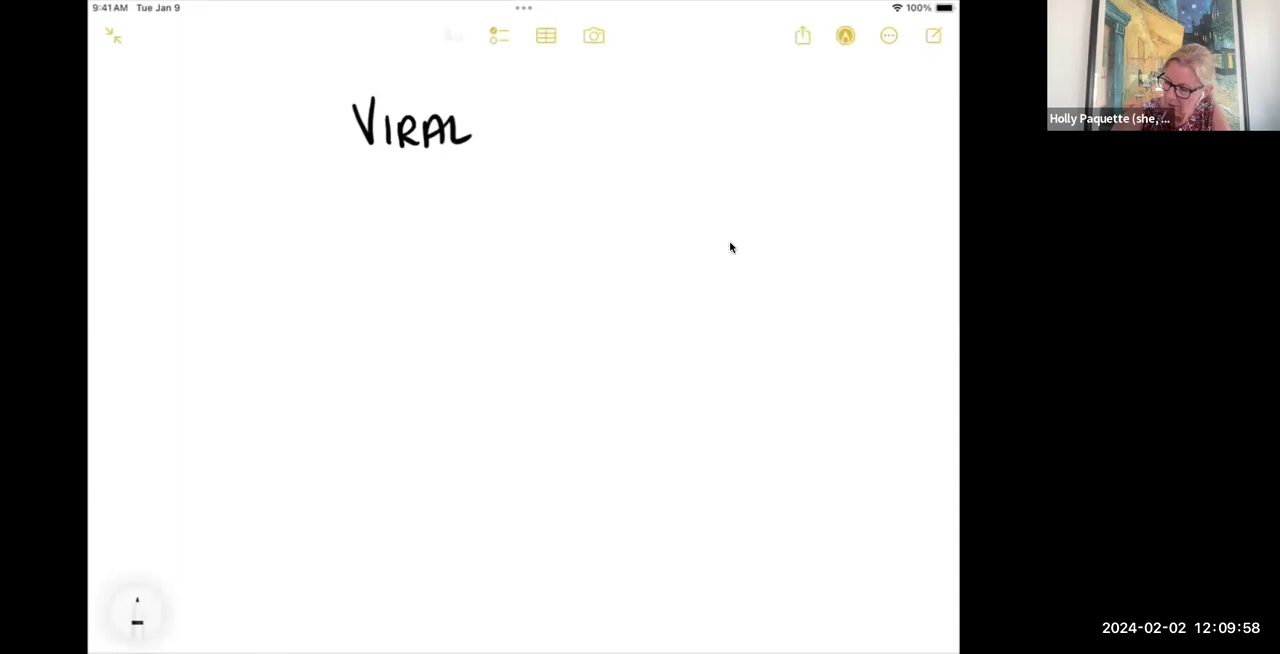 9:41 AM Tue Jan 9
100%
VIRAL
Holly Paquette (she, ...
2024-02-02 12:09:58